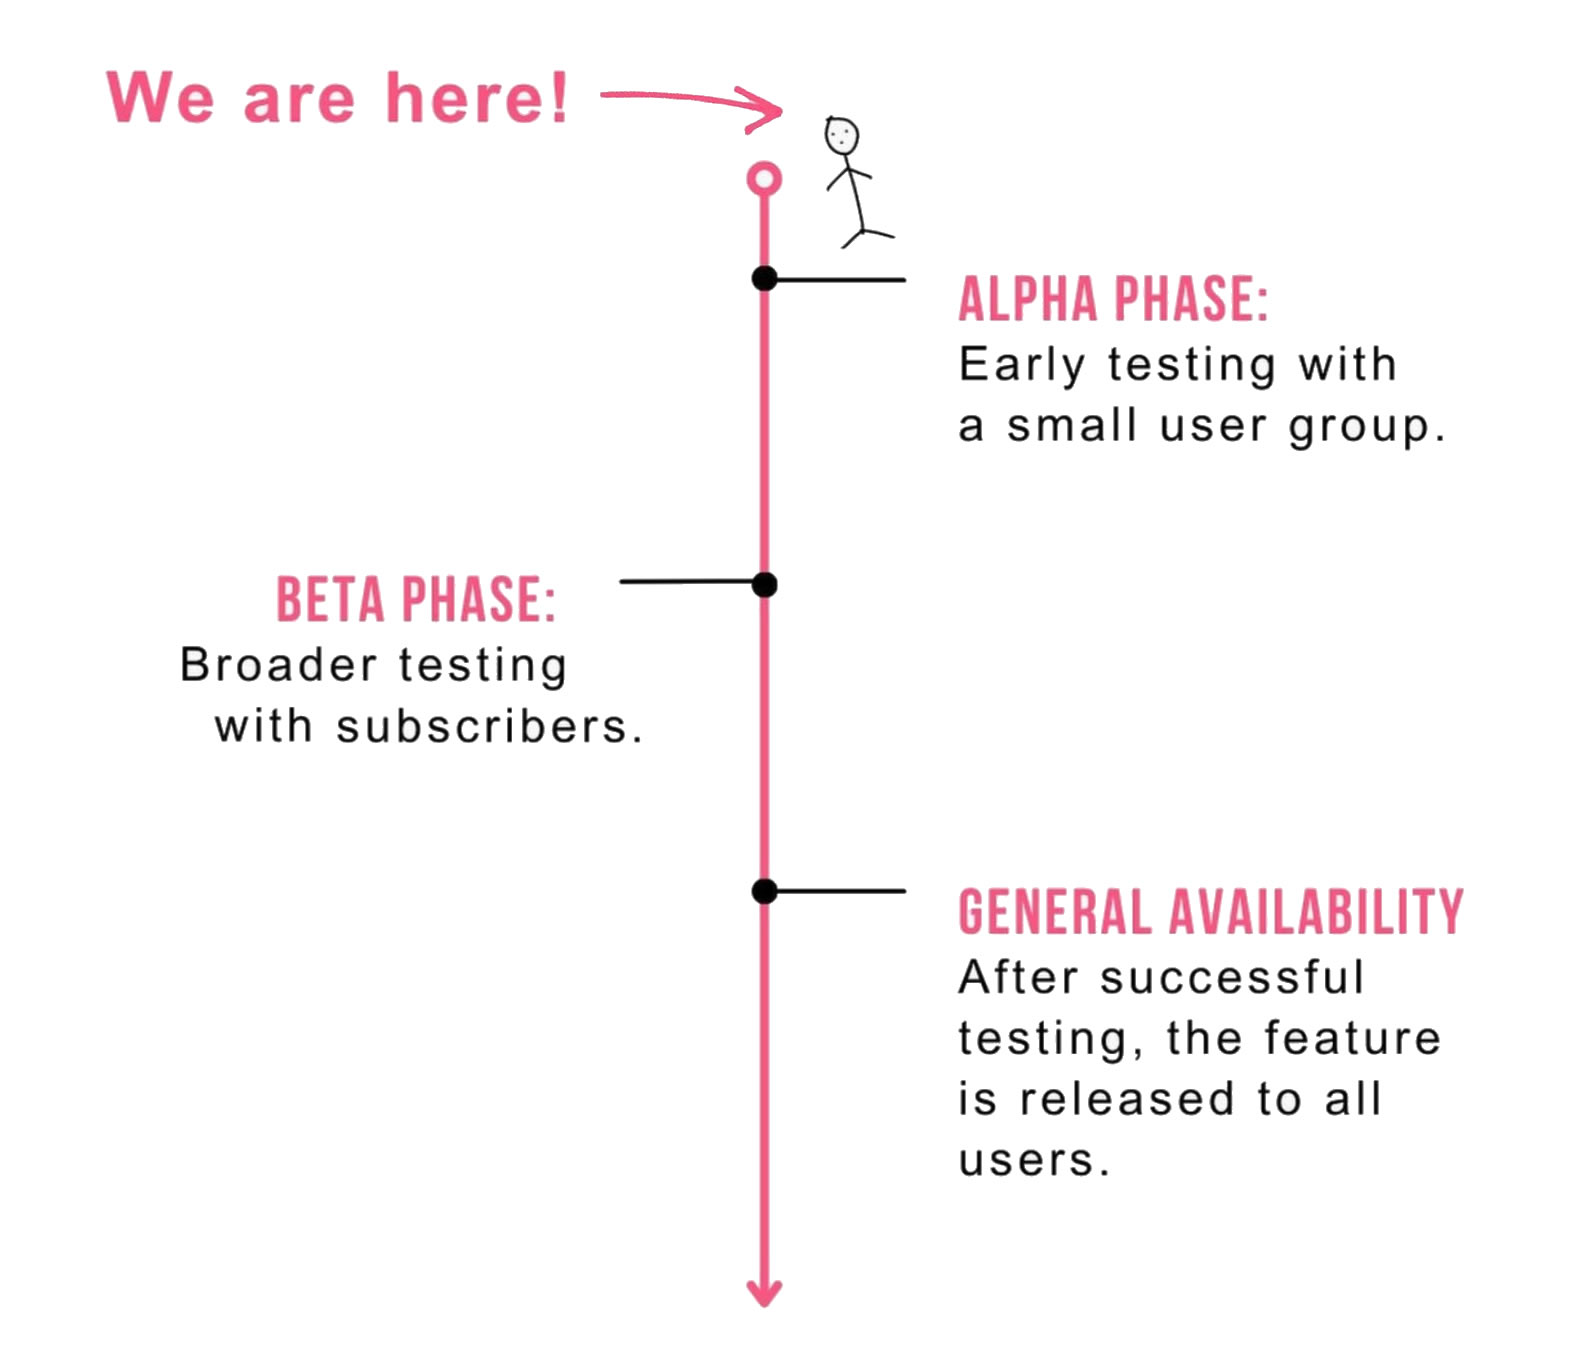 We are here!
ALPHA PHASE:
Early testing with
a small user group.
BETA PHASE:
Broader testing
with subscribers.
GENERAL AVAILABILITY
After successful
testing, the feature
is released to all
users.